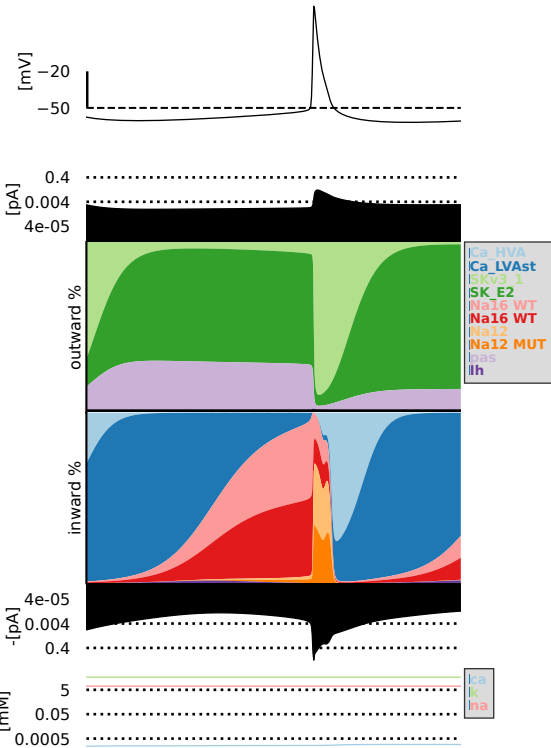 [mV]
−20
−50
[pA]
0.4
0.004
4e-05
outward %
Ca_HVA
Ca_LVAst
SKv3_1
SK_E2
Na16 WT
Na16 WT
Na12
Na12 MUT
pas
Ih
inward %
4e-05
0.004
0.4
-[pA]
ca
k
na
5
0.05
0.0005
[mM]